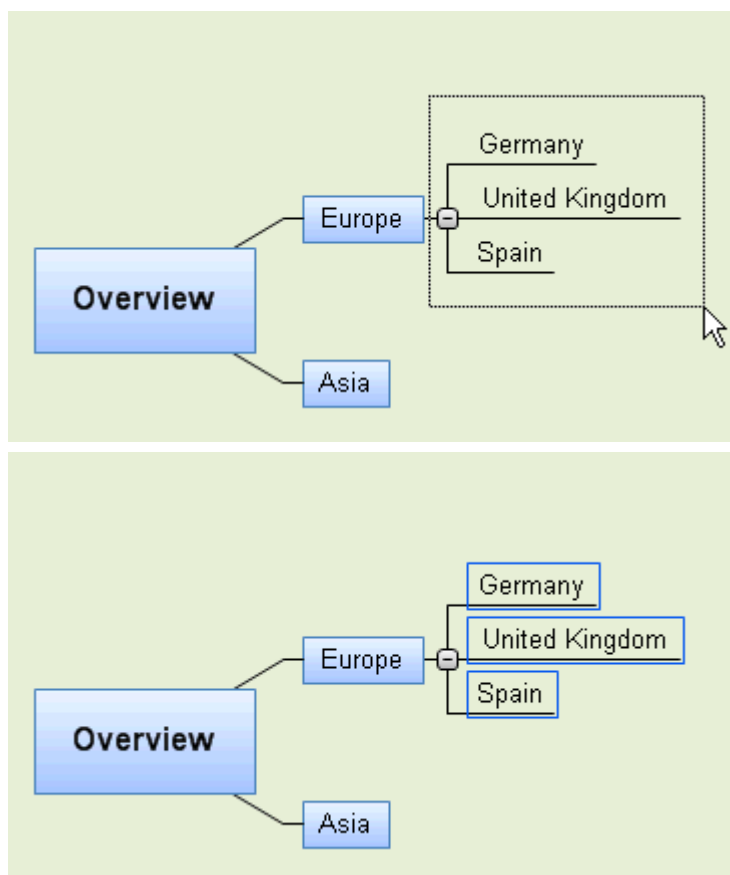 Germany
United Kingdom
Europe
Spain
Overview
Asia
Germany
United Kingdom
Europe
Spain
Overview
Asia